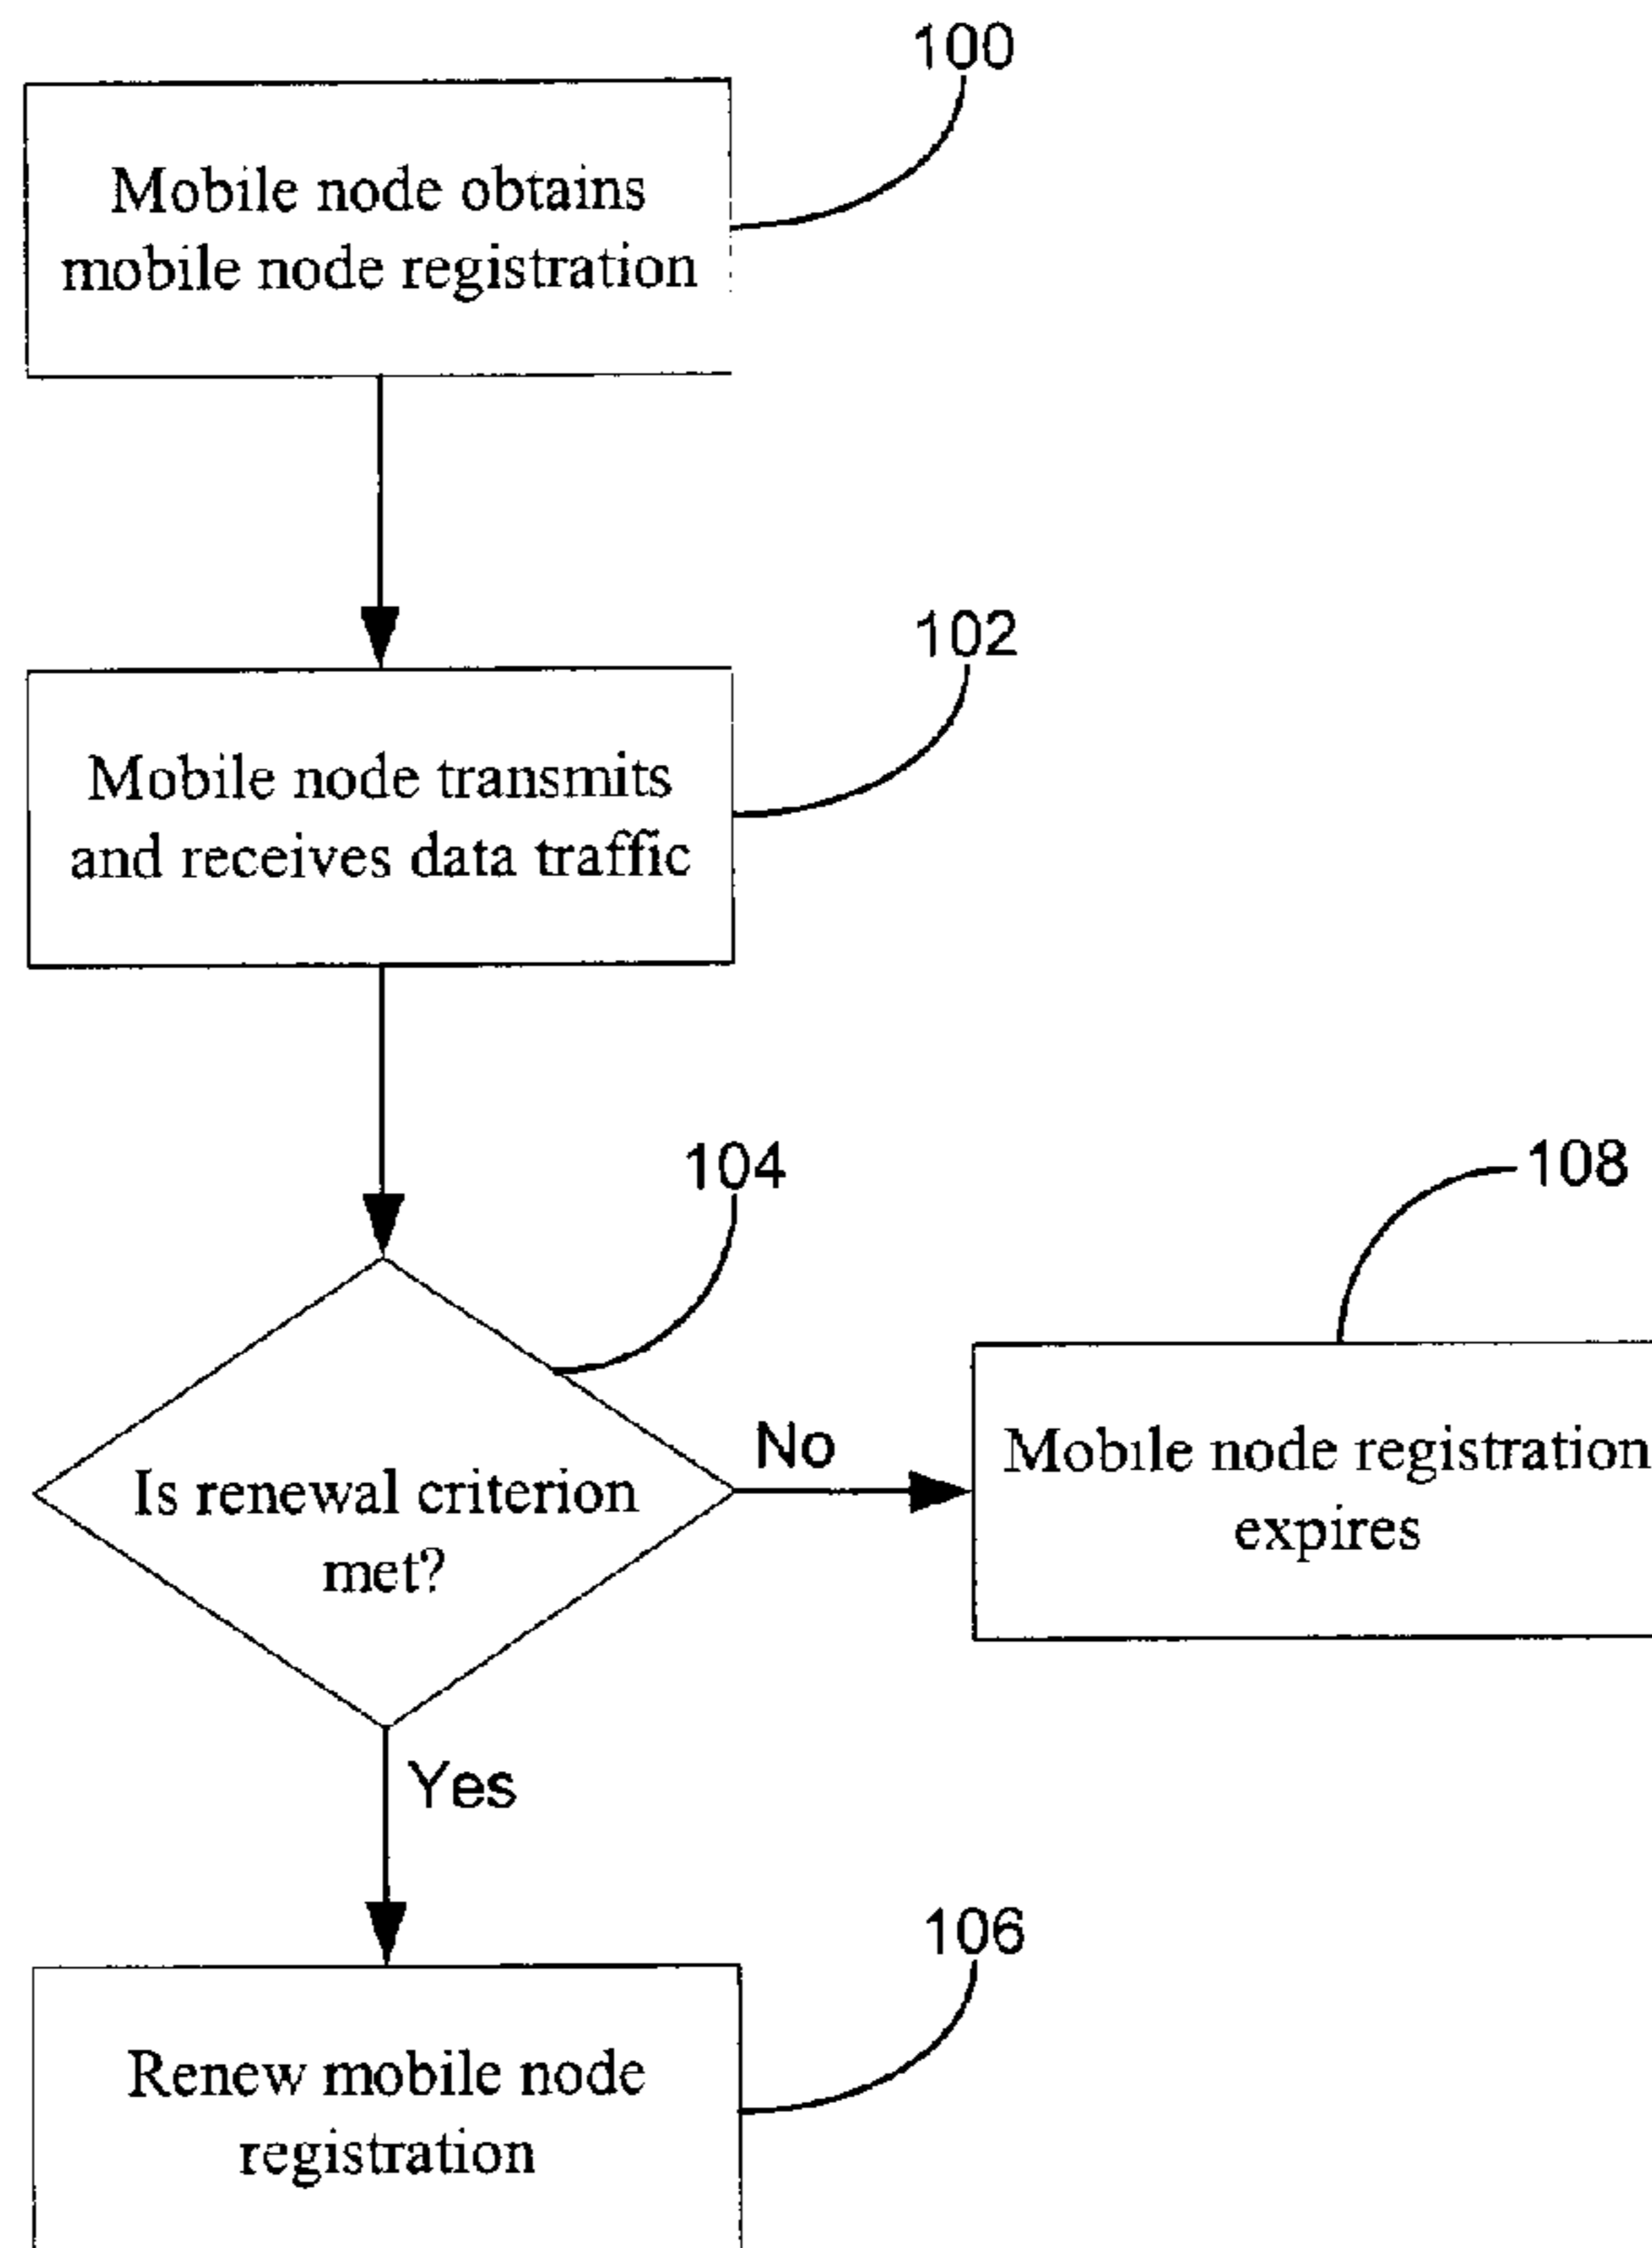 100
Mobile node obtains
mobile node registration
102
Mobile node transmits
and receives data traffic
104
108
Is renewal criterion
met?
No
Mobile node registration
expires
Yes
106
Renew mobile node
registration